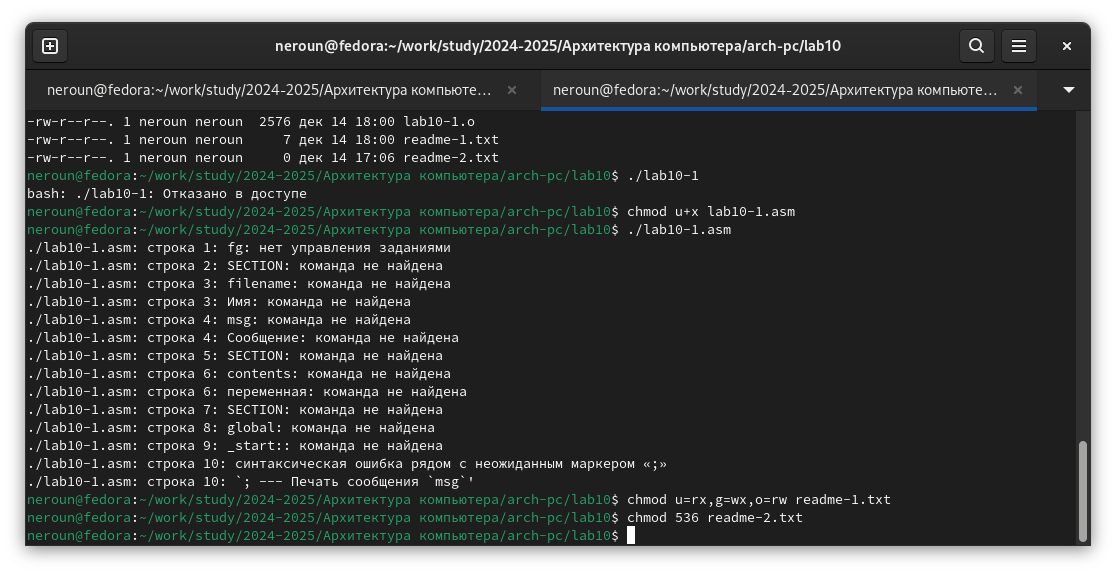 neroun@fedora:~/work/study/2024-2025/Архитектура компьютера/arch-pc/lab10
neroun@fedora:~/work/study/2024-2025/Архитектура компьюте...
neroun@fedora:~/work/study/2024-2025/Архитектура компьюте...
-rw-r--r--. 1 neroun neroun  2576 дек 14 18:00 lab10-1.o
-rw-r--r--. 1 neroun neroun     7 дек 14 18:00 readme-1.txt
-rw-r--r--. 1 neroun neroun     0 дек 14 17:06 readme-2.txt
neroun@fedora:~/work/study/2024-2025/Архитектура компьютера/arch-pc/lab10$ ./lab10-1
bash: ./lab10-1: Отказано в доступе
neroun@fedora:~/work/study/2024-2025/Архитектура компьютера/arch-pc/lab10$ chmod u+x lab10-1.asm
neroun@fedora:~/work/study/2024-2025/Архитектура компьютера/arch-pc/lab10$ ./lab10-1.asm
./lab10-1.asm: строка 1: fg: нет управления заданиями
./lab10-1.asm: строка 2: SECTION: команда не найдена
./lab10-1.asm: строка 3: filename: команда не найдена
./lab10-1.asm: строка 3: Имя: команда не найдена
./lab10-1.asm: строка 4: msg: команда не найдена
./lab10-1.asm: строка 4: Сообщение: команда не найдена
./lab10-1.asm: строка 5: SECTION: команда не найдена
./lab10-1.asm: строка 6: contents: команда не найдена
./lab10-1.asm: строка 6: переменная: команда не найдена
./lab10-1.asm: строка 7: SECTION: команда не найдена
./lab10-1.asm: строка 8: global: команда не найдена
./lab10-1.asm: строка 9: _start:: команда не найдена
./lab10-1.asm: строка 10: синтаксическая ошибка рядом с неожиданным маркером «;»
./lab10-1.asm: строка 10: `; --- Печать сообщения `msg`'
neroun@fedora:~/work/study/2024-2025/Архитектура компьютера/arch-pc/lab10$ chmod u=rx,g=wx,o=rw readme-1.txt
neroun@fedora:~/work/study/2024-2025/Архитектура компьютера/arch-pc/lab10$ chmod 536 readme-2.txt
neroun@fedora:~/work/study/2024-2025/Архитектура компьютера/arch-pc/lab10$